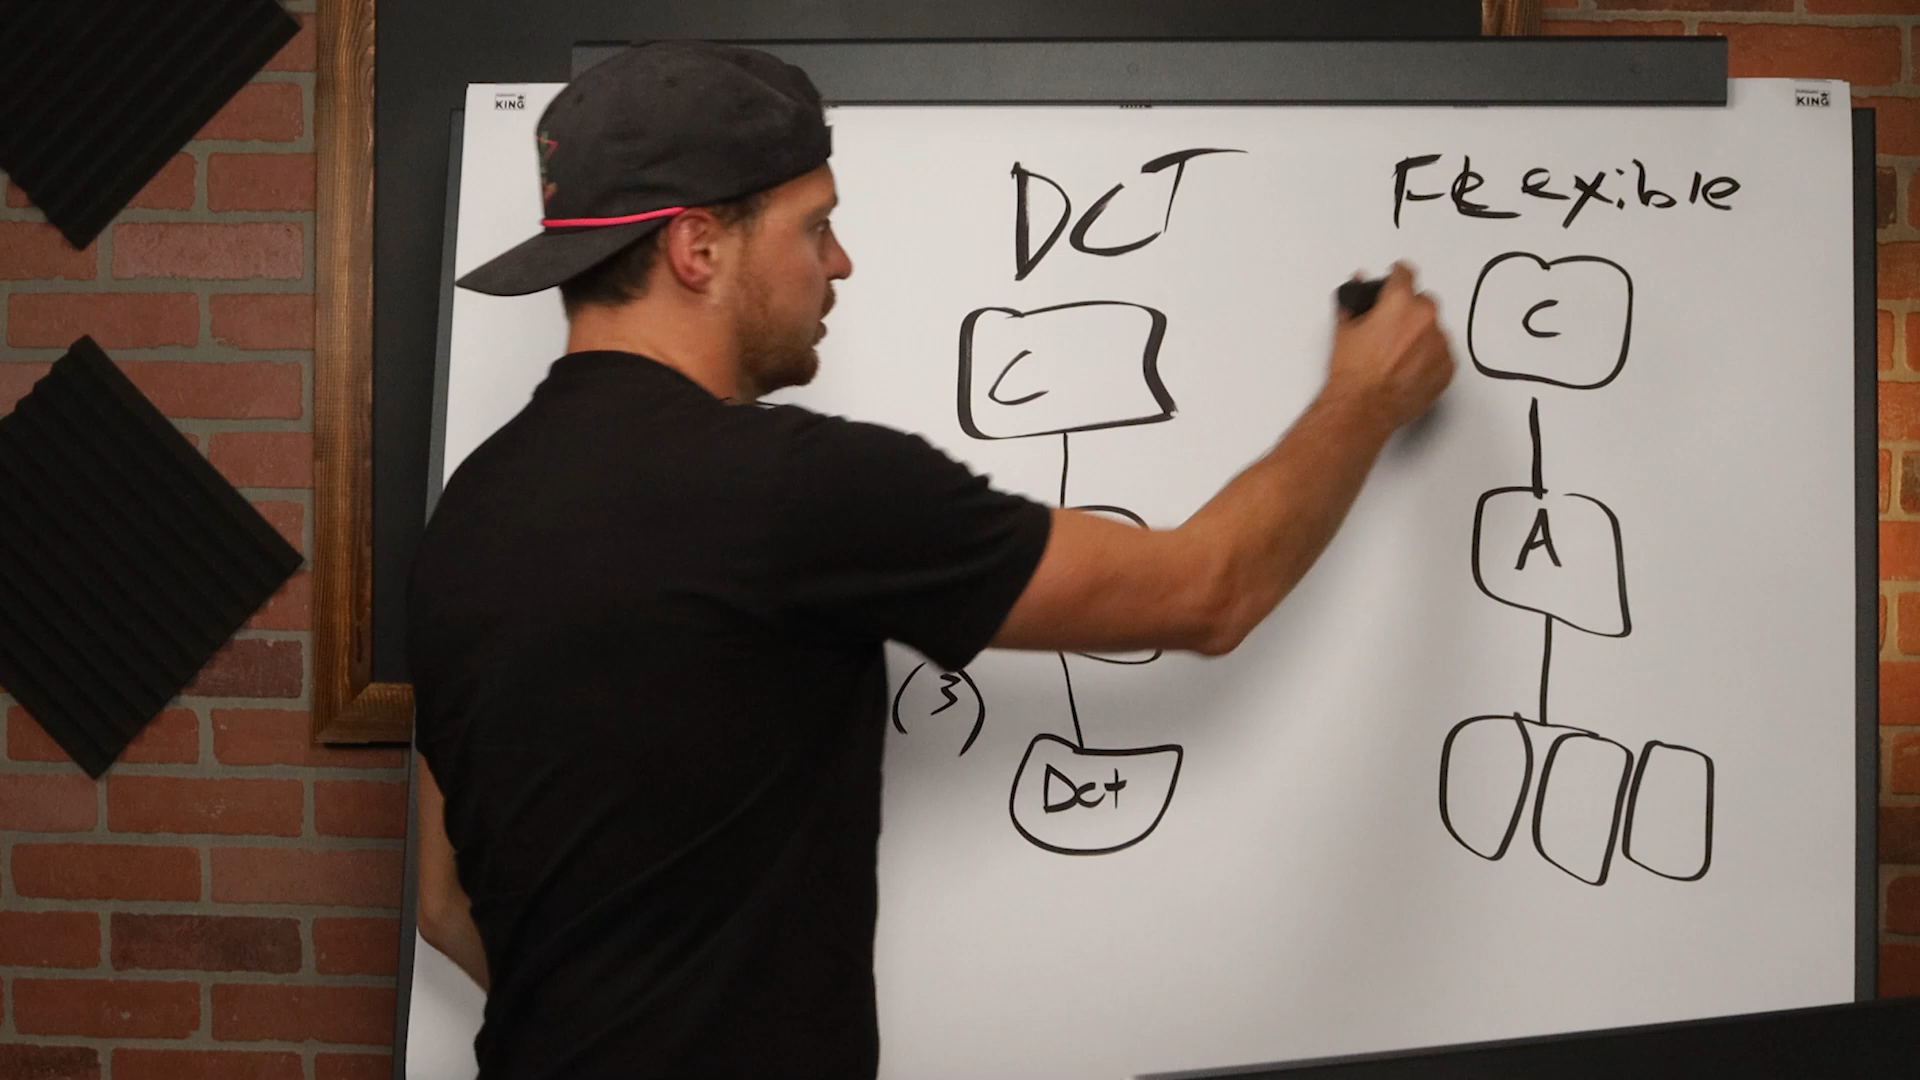 KING
KING
DCT
Flexible
C
C
A
(3)
Dct